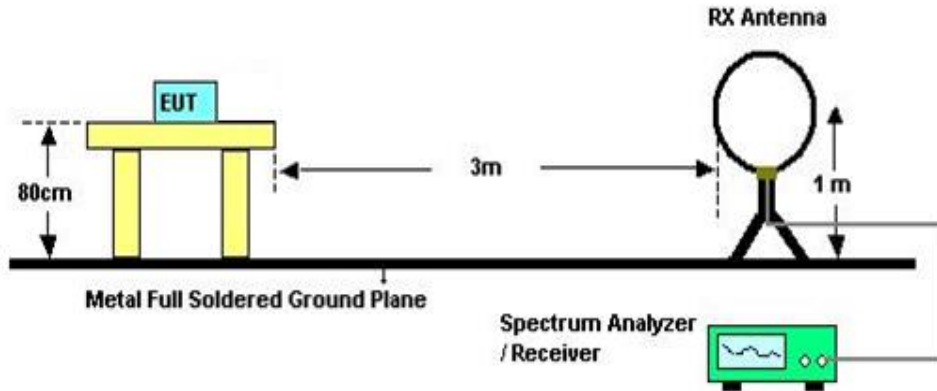 RX Antenna
EUT
80cm
3m
1 m
Metal Full Soldered Ground Plane
Spectrum Analyzer
/ Receiver